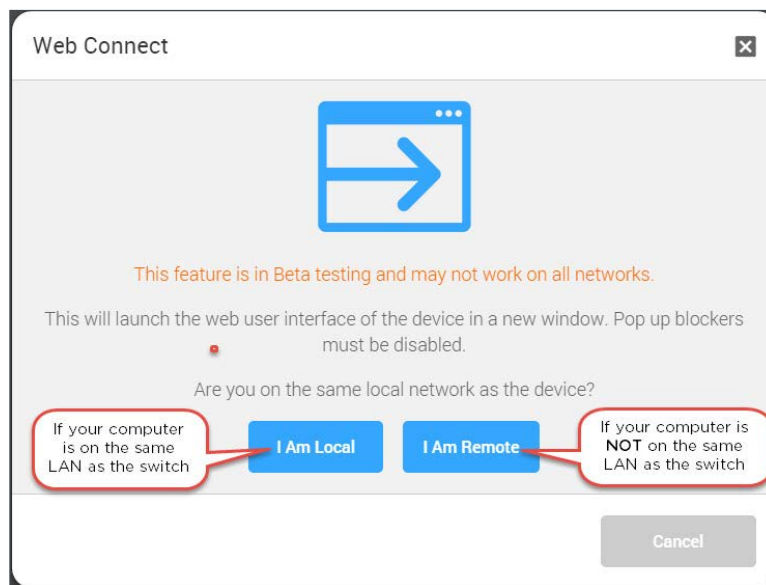 Web Connect
This feature is in Beta testing and may not work on all networks.
This will launch the web user interface of the device in a new window. Pop up blockers
must be disabled.
Are you on the same local network as the device?
If your computer
is on the same
LAN as the switch
I Am Local
I Am Remote
If your computer is
NOT on the same
LAN as the switch
Cancel